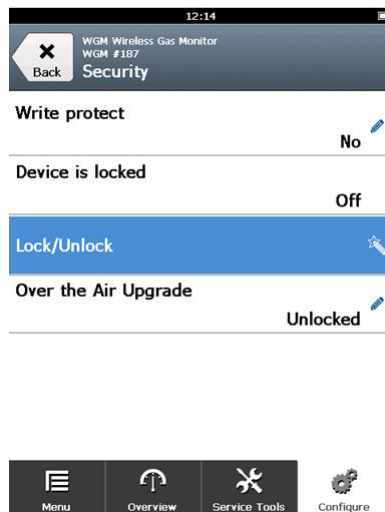 12:14
WGM Wireless Gas Monitor
WGM #187
Back
Security
Write protect
No
Device is locked
Off
Lock/Unlock
Over the Air Upgrade
Unlocked
Menu
Overview
Service Tools
Configure